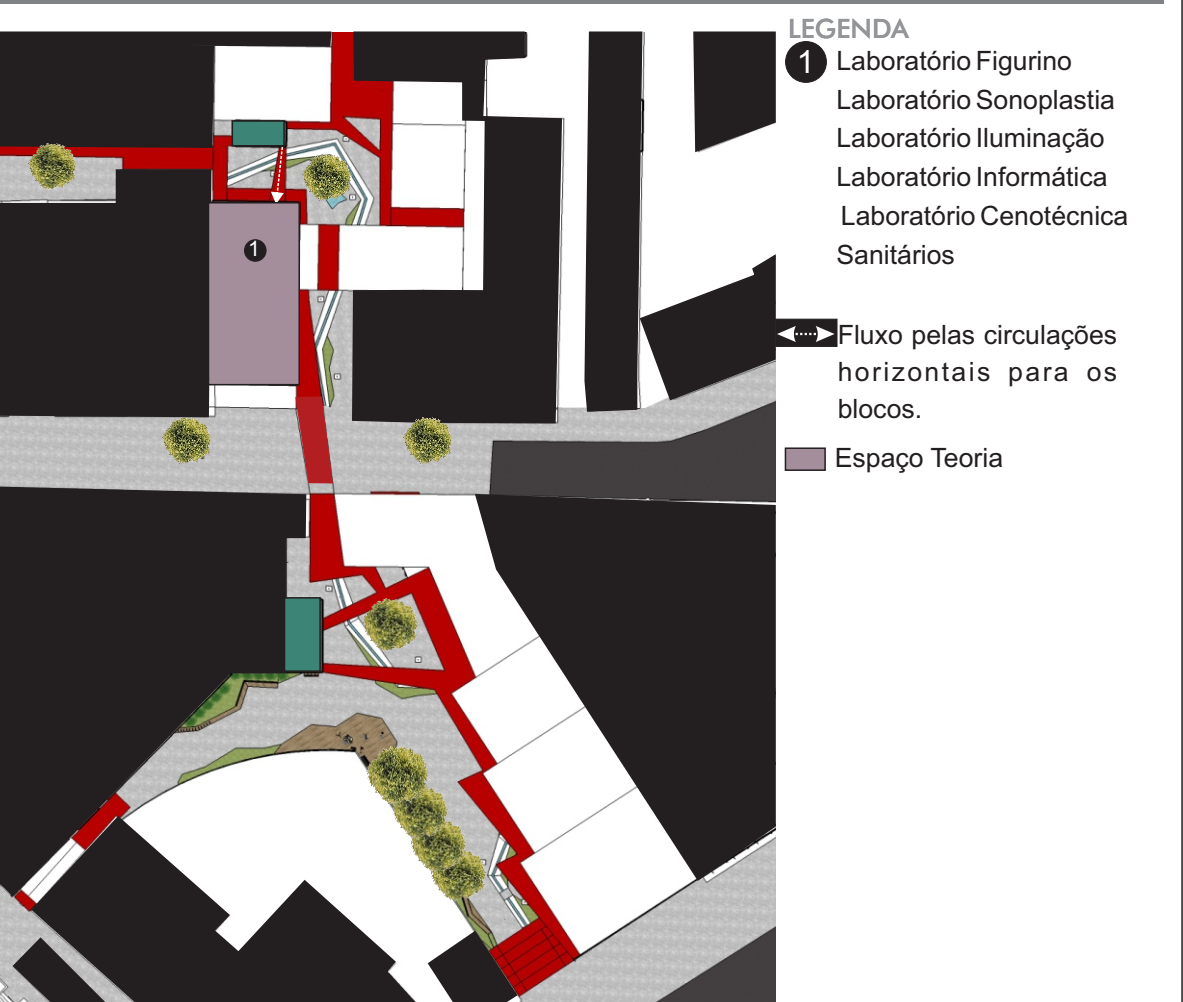 LEGENDA
1 Laboratório Figurino
Laboratório Sonoplastia
Laboratório Iluminação
Laboratório Informática
Laboratório Cenotécnica
Sanitários
Fluxo pelas circulações
horizontais para os
blocos.
Espaço Teoria
1